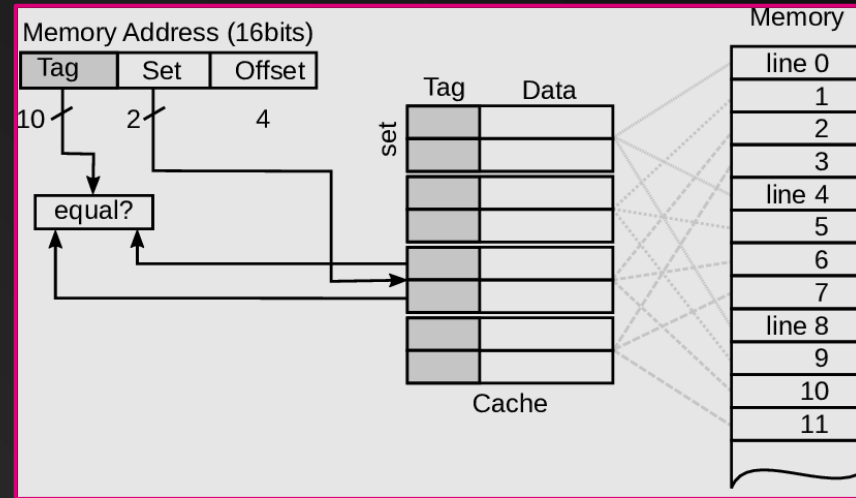 Memory
Memory Address (16bits)
Tag Set Offset
10 2 4
equal?
Tag Data
set
Cache
line 0
1
2
3
line 4
5
6
7
line 8
9
10
11